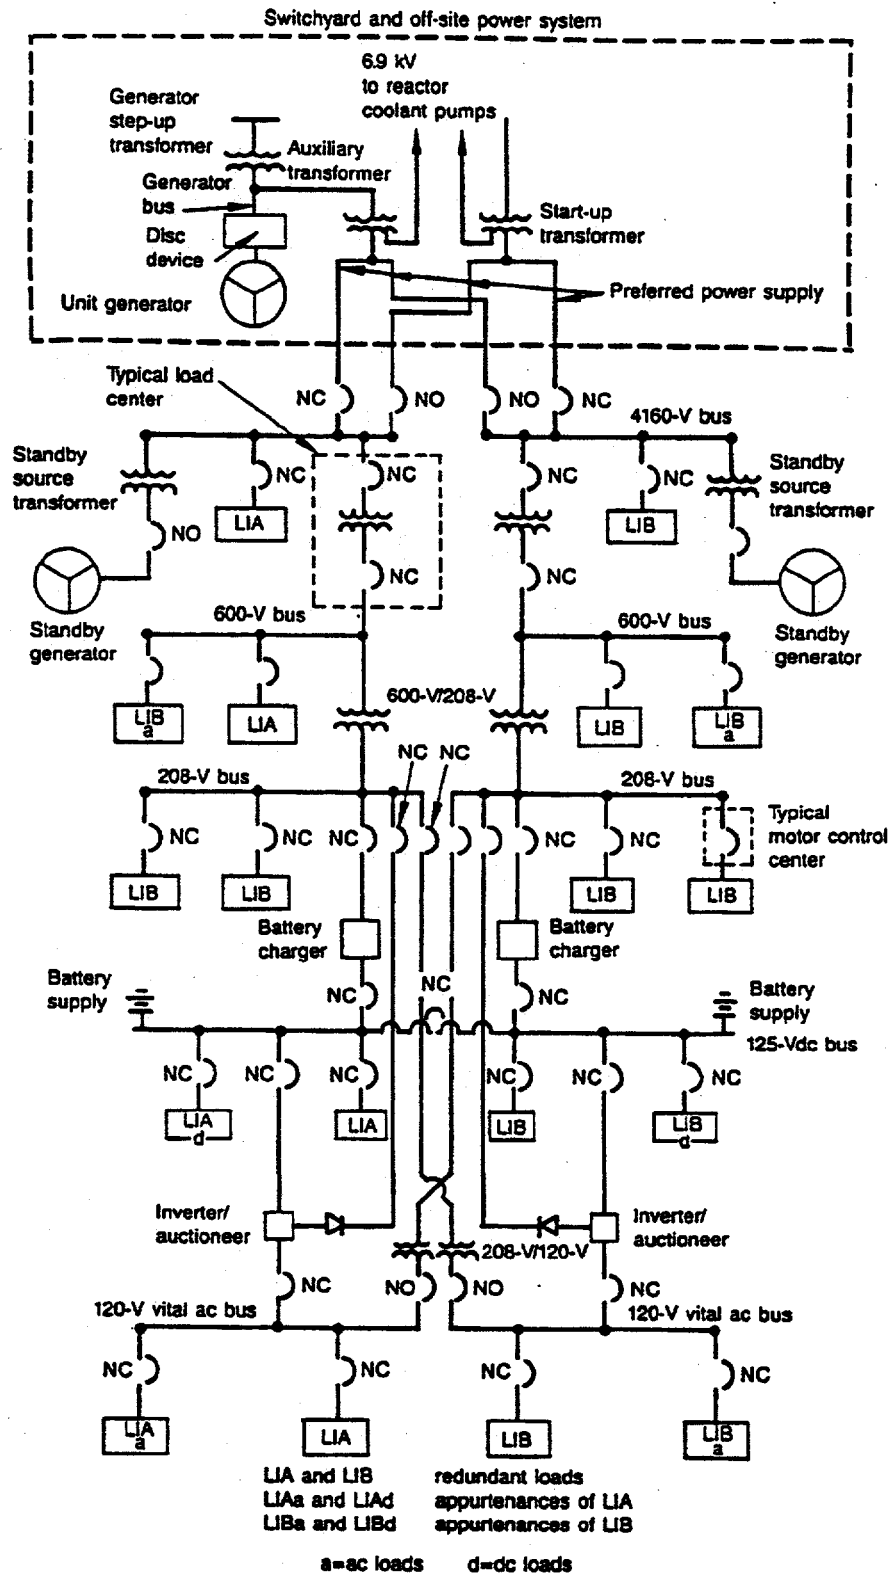 Switchyard and off-site power system
6.9 kV
to reactor
coolant pumps
Generator
step-up
transformer
Auxiliary
transformer
Generator
bus
Disc
device
Start-up
transformer
Unit generator
Preferred power supply
Typical load
center
NC
NO
NO
NC
4160-V bus
Standby
source
transformer
NC
NC
NC
NC
Standby
source
transformer
LIA
LIB
NO
NC
NC
600-V bus
600-V bus
Standby
generator
Standby
generator
LIB
a
LIA
LIB
LIB
a
600-V/208-V
NC NC
208-V bus
208-V bus
Typical
motor control
center
NC
NC
NC
NC
NC
LIB
LIB
LIB
LIB
Battery
charger
Battery
charger
Battery
supply
NC
NC
NC
Battery
supply
125-Vdc bus
NC
NC
NC
NC
NC
NC
LIA
d
LIA
LIB
LIB
d
Inverter/
auctioneer
Inverter/
auctioneer
208-V/120-V
NC
NO
NO
NC
120-V vital ac bus
120-V vital ac bus
NC
NC
NC
NC
LIA
a
LIA
LIB
LIB
a
LIA and LIB redundant loads
LIAa and LIAd appurtenances of LIA
LIBa and LIBd appurtenances of LIB
a=ac loads d=dc loads